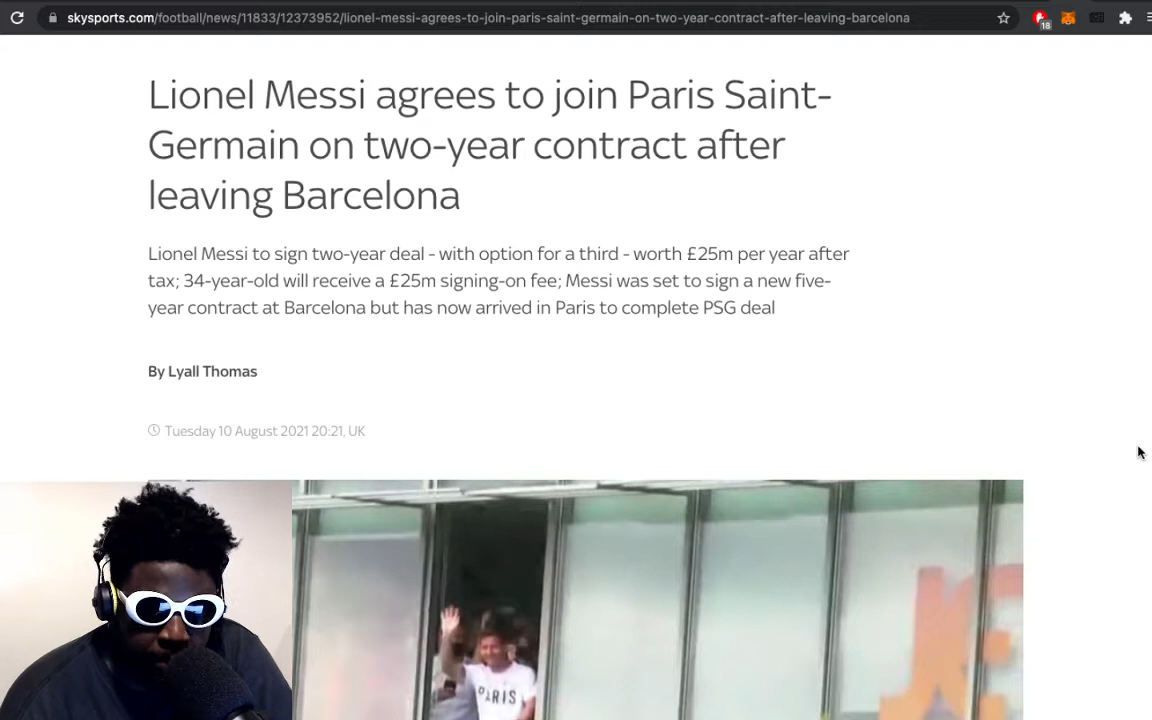 skysports.com/football/news/11833/12373952/lionel-messi-agrees-to-join-paris-saint-germain-on-two-year-contract-after-leaving-barcelona
18
Lionel Messi agrees to join Paris Saint-
Germain on two-year contract after
leaving Barcelona
Lionel Messi to sign two-year deal - with option for a third - worth £25m per year after
tax; 34-year-old will receive a £25m signing-on fee; Messi was set to sign a new five-
year contract at Barcelona but has now arrived in Paris to complete PSG deal
By Lyall Thomas
Tuesday 10 August 2021 20:21, UK
PARIS